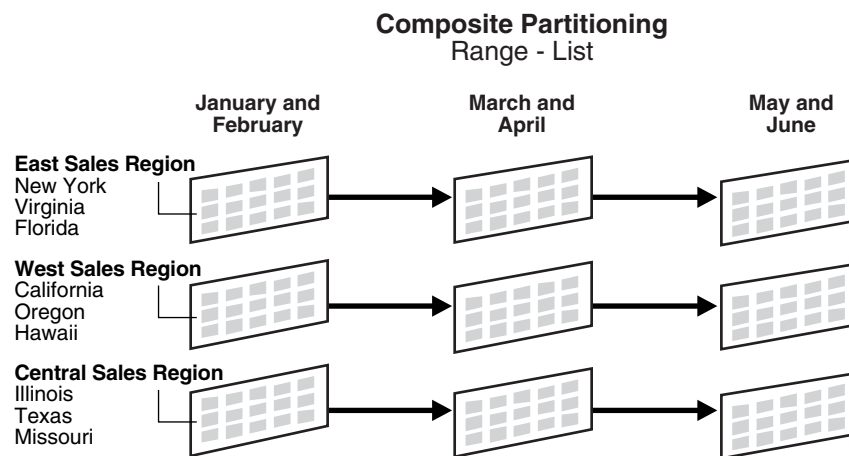 Composite Partitioning
Range - List
January and
February
March and
April
May and
June
East Sales Region
New York
Virginia
Florida
West Sales Region
California
Oregon
Hawaii
Central Sales Region
Illinois
Texas
Missouri